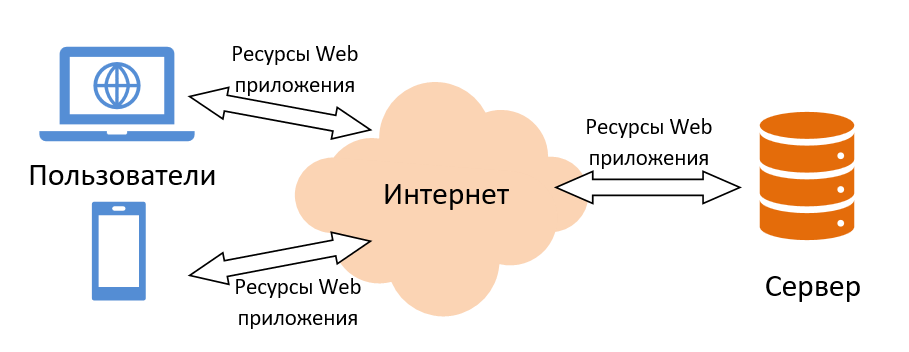 Ресурсы Web
приложения
Пользователи
Интернет
Ресурсы Web
приложения
Ресурсы Web
приложения
Сервер